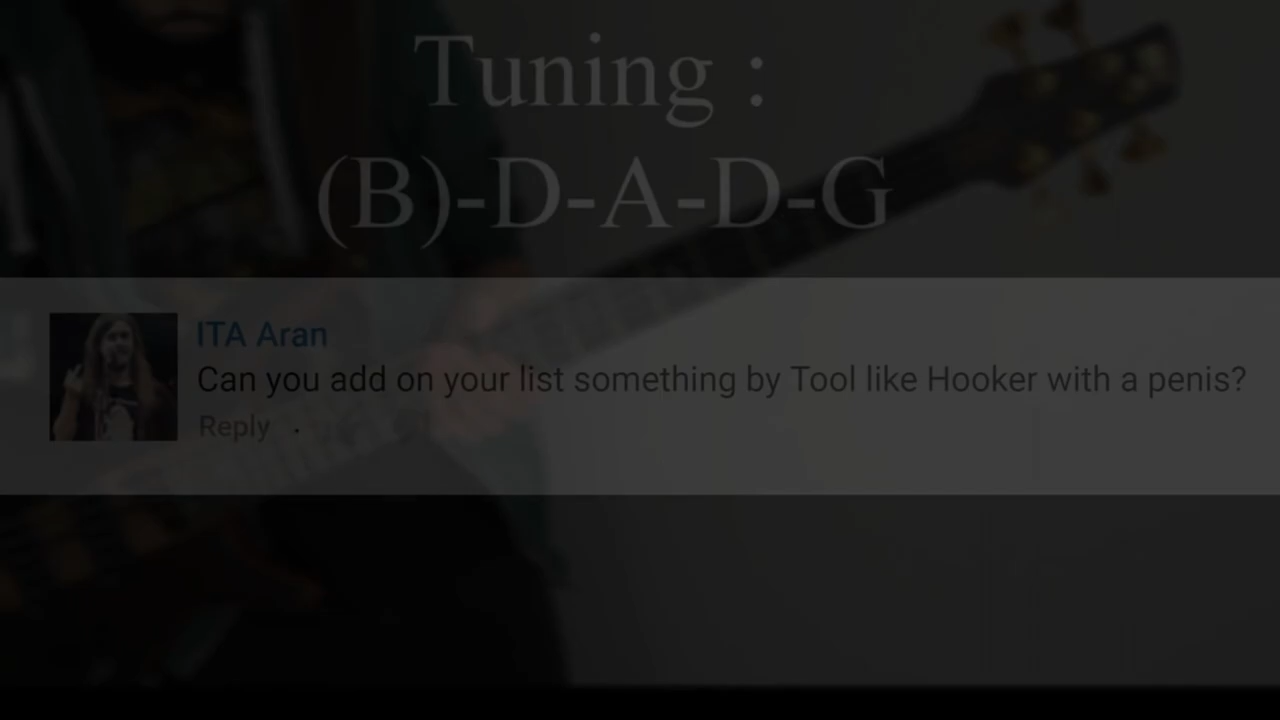 Tuning :
(B)-D-A-D-G
ITA Aran
Can you add on your list something by Tool like Hooker with a penis?
Reply .